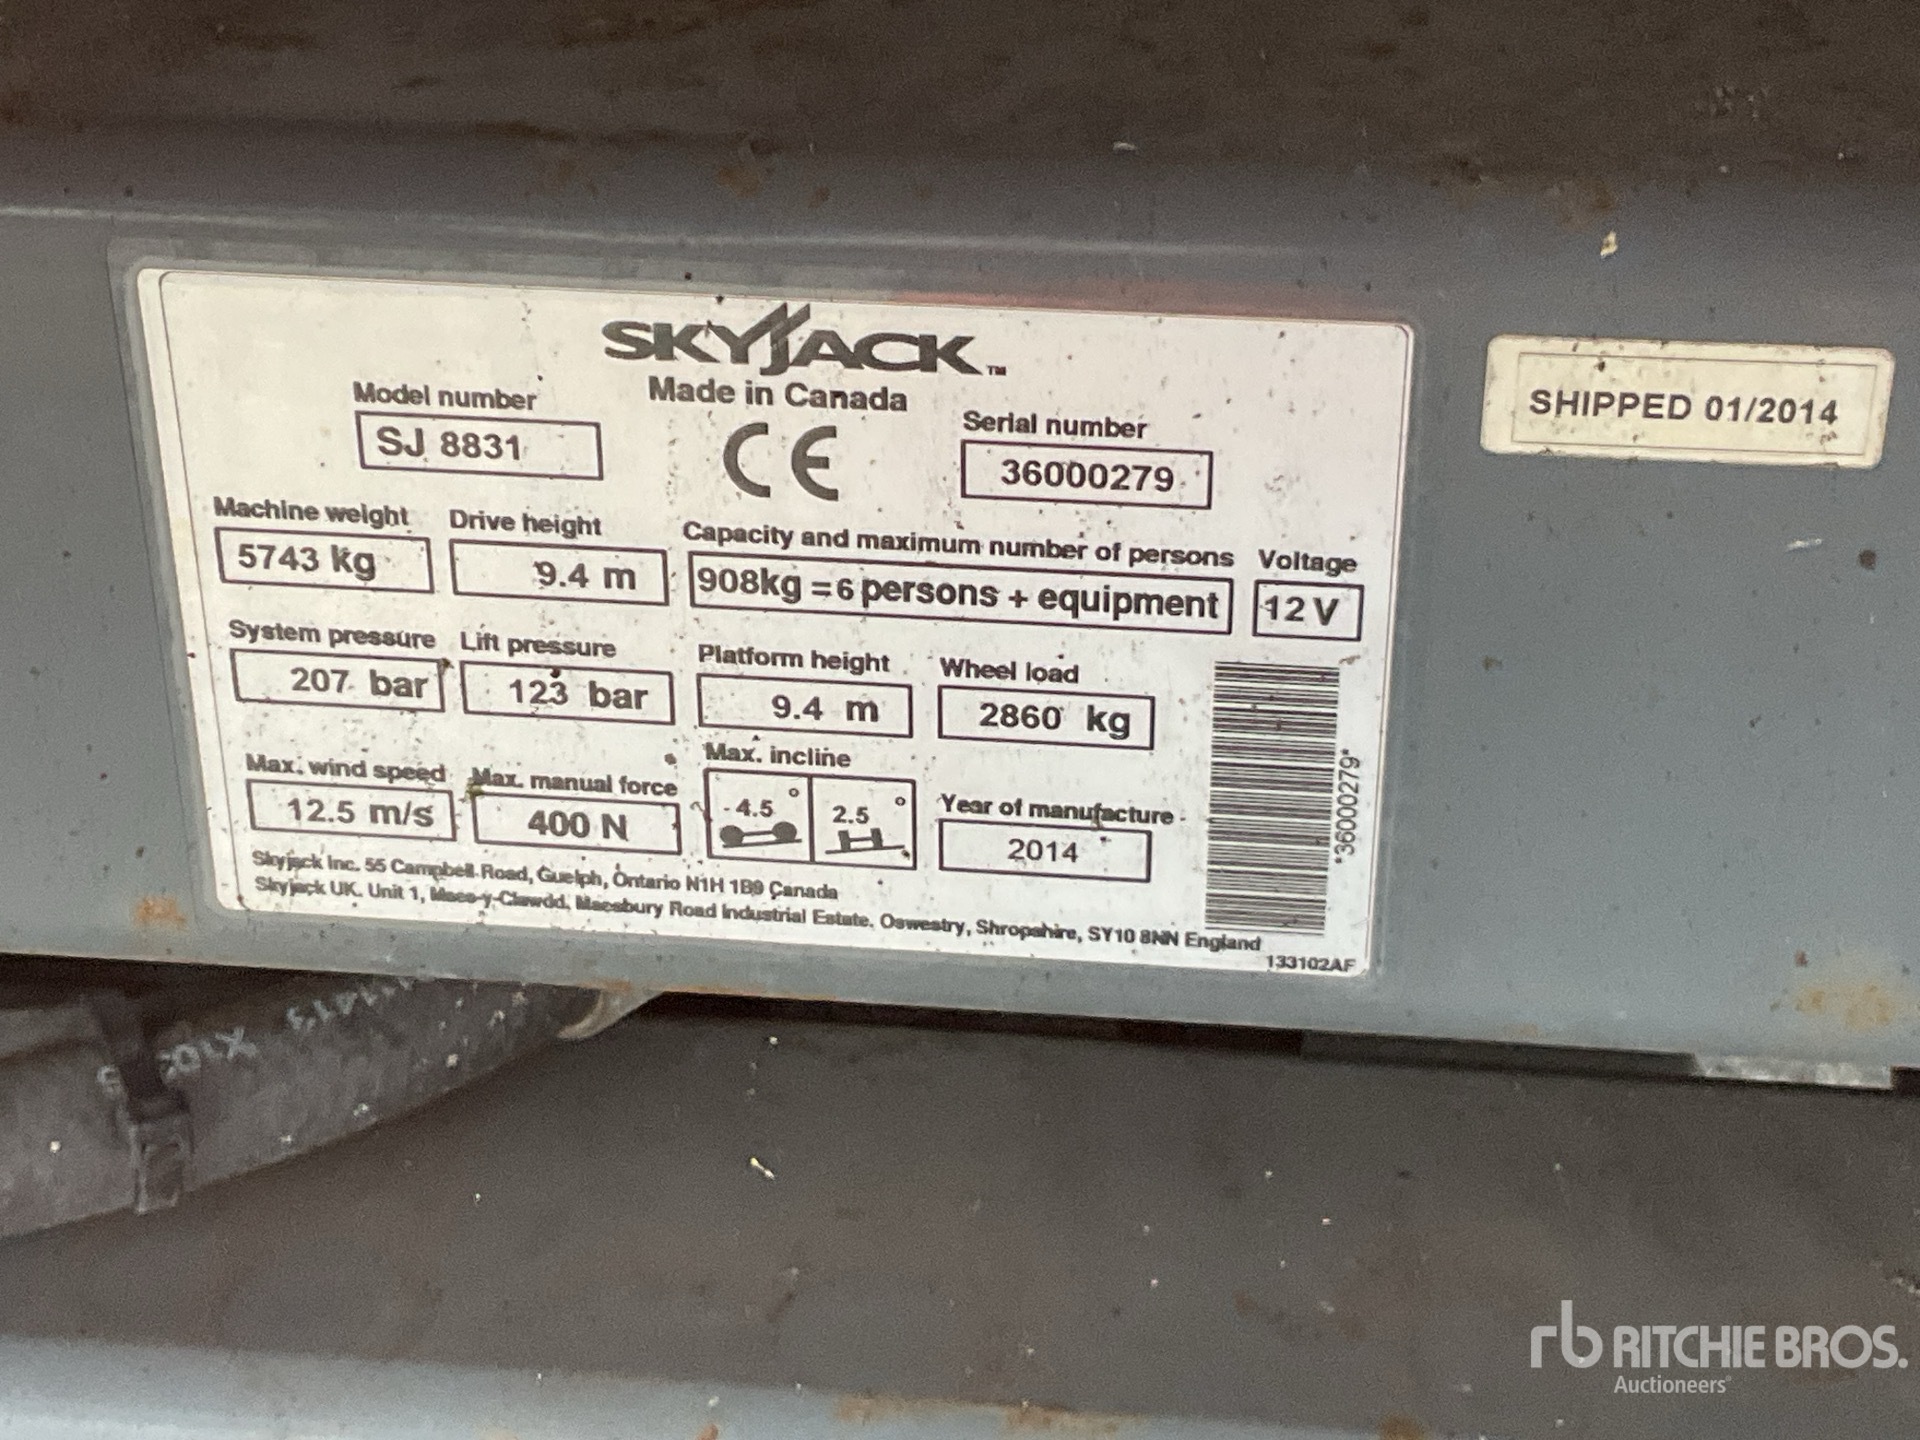 SKYJACK™
Made in Canada
CE
Model number
SJ 8831
Serial number
36000279
Machine weight
5743 kg
Drive height
9.4 m
Capacity and maximum number of persons
908kg = 6 persons + equipment
Voltage
12 V
System pressure
207 bar
Lift pressure
123 bar
Platform height
9.4 m
Wheel load
2860 kg
Max. wind speed
12.5 m/s
Max. manual force
400 N
Max. incline
4.5 °
2.5 °
Year of manufacture
2014
*36000279*
Skyjack Inc. 55 Campbell Road, Guelph, Ontario N1H 1B9 Canada
Skyjack UK. Unit 1, Maes-y-Clawdd, Maesbury Road Industrial Estate, Oswestry, Shropshire, SY10 8NN England
133102AF
SHIPPED 01/2014
rb RITCHIE BROS.
Auctioneers